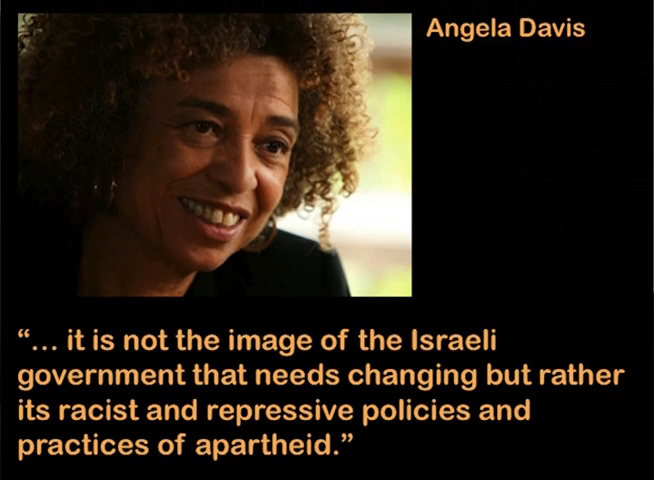 Angela Davis
“... it is not the image of the Israeli
government that needs changing but rather
its racist and repressive policies and
practices of apartheid.”